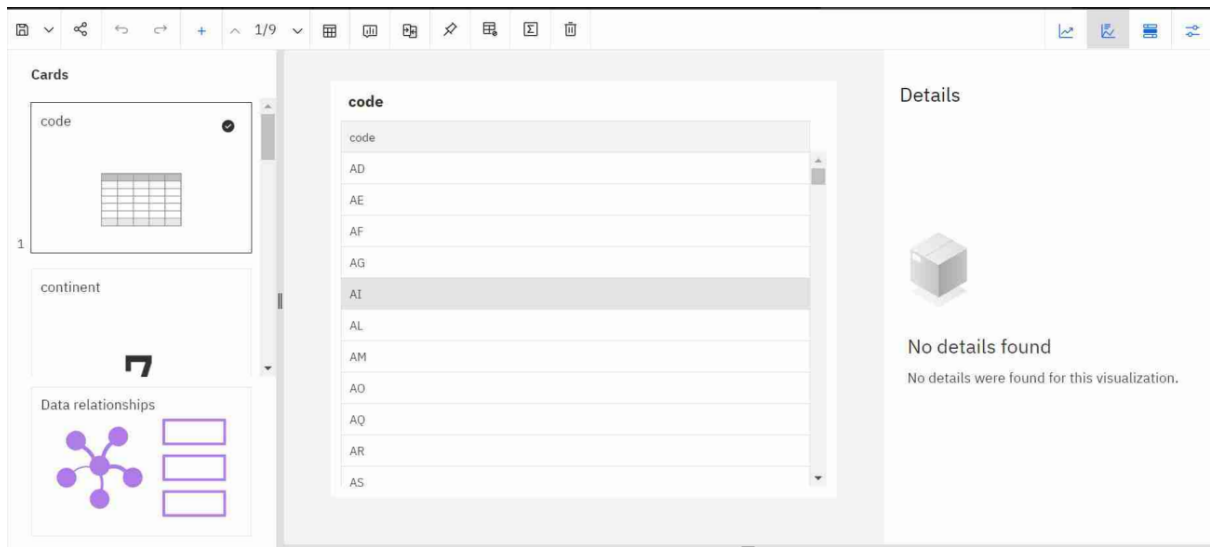 1/9
Cards
code
1
continent
7
Data relationships
code
code
AD
AE
AF
AG
AI
AL
AM
AO
AQ
AR
AS
Details
No details found
No details were found for this visualization.